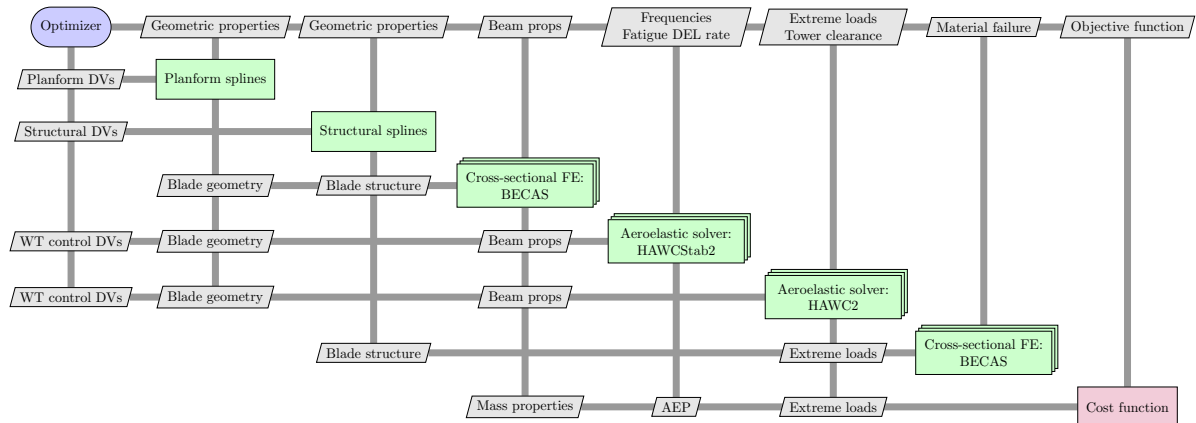 Optimizer
Geometric properties
Geometric properties
Beam props
Frequencies
Fatigue DEL rate
Extreme loads
Tower clearance
Material failure
Objective function
Planform DVs
Planform splines
Structural DVs
Structural splines
Blade geometry
Blade structure
Cross-sectional FE:
BECAS
WT control DVs
Blade geometry
Beam props
Aeroelastic solver:
HAWCStab2
WT control DVs
Blade geometry
Beam props
Aeroelastic solver:
HAWC2
Blade structure
Extreme loads
Cross-sectional FE:
BECAS
Mass properties
AEP
Extreme loads
Cost function